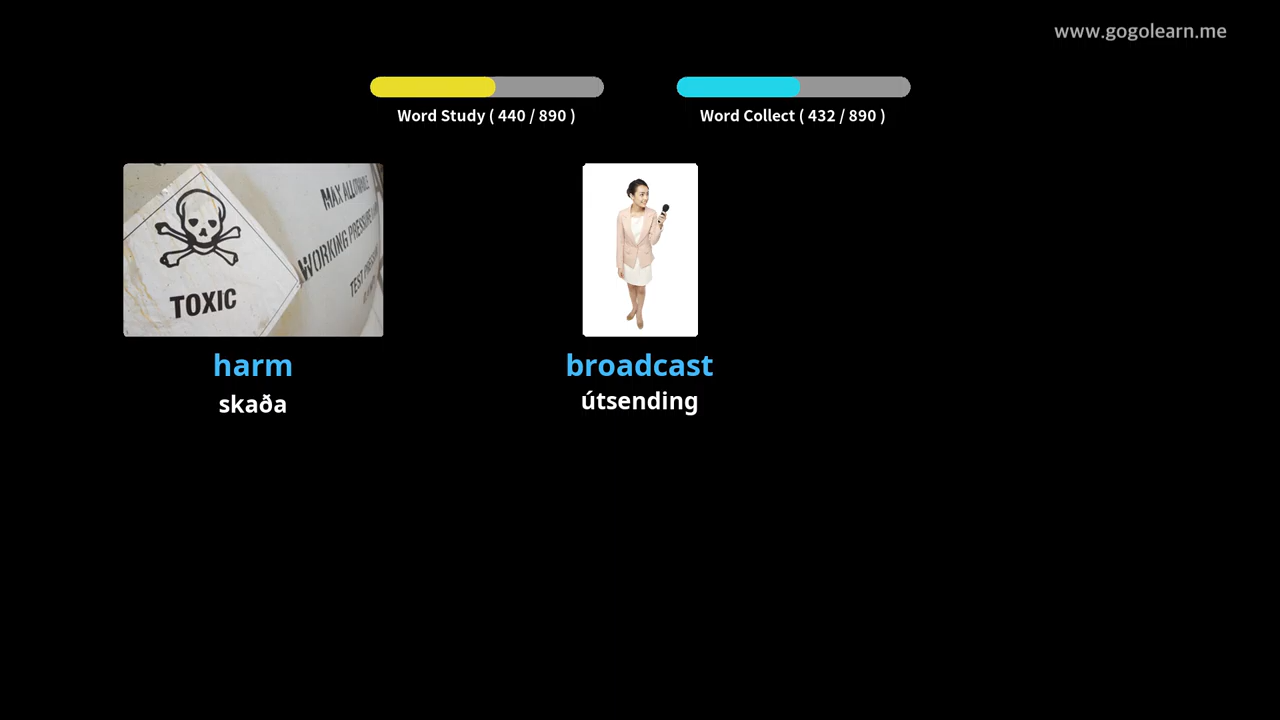 www.gogolearn.me
Word Study ( 440 / 890 )
Word Collect ( 432 / 890 )
MAX ALLOWABLE
WORKING PRESSURE
TEST PRESSURE
TOXIC
harm
broadcast
skaða
útsending